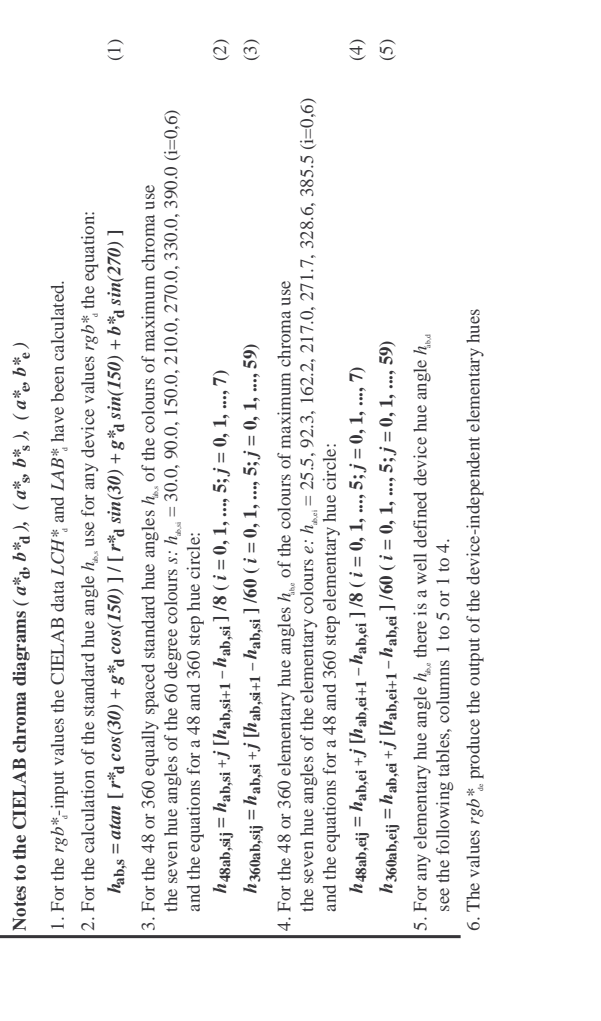 Notes to the CIELAB chroma diagrams ( a*d, b*d ), ( a*s, b*s ), ( a*e, b*e )
1. For the rgb*d-input values the CIELAB data LCH*d and LAB*d have been calculated.
2. For the calculation of the standard hue angle hab,s use for any device values rgb*d the equation:
hab,s = atan [ r*d cos(30) + g*d cos(150) ] / [ r*d sin(30) + g*d sin(150) + b*d sin(270) ] (1)
3. For the 48 or 360 equally spaced standard hue angles hab,s of the colours of maximum chroma use
the seven hue angles of the 60 degree colours s: hab,si = 30.0, 90.0, 150.0, 210.0, 270.0, 330.0, 390.0 (i=0,6)
and the equations for a 48 and 360 step hue circle:
h48ab,sij = hab,si + j [hab,si+1 − hab,si ] /8 ( i = 0, 1, ..., 5; j = 0, 1, ..., 7) (2)
h360ab,sij = hab,si + j [hab,si+1 − hab,si ] /60 ( i = 0, 1, ..., 5; j = 0, 1, ..., 59) (3)
4. For the 48 or 360 elementary hue angles hab,e of the colours of maximum chroma use
the seven hue angles of the elementary colours e: hab,ei = 25.5, 92.3, 162.2, 217.0, 271.7, 328.6, 385.5 (i=0,6)
and the equations for a 48 and 360 step elementary hue circle:
h48ab,eij = hab,ei + j [hab,ei+1 − hab,ei ] /8 ( i = 0, 1, ..., 5; j = 0, 1, ..., 7) (4)
h360ab,eij = hab,ei + j [hab,ei+1 − hab,ei ] /60 ( i = 0, 1, ..., 5; j = 0, 1, ..., 59) (5)
5. For any elementary hue angle hab,e there is a well defined device hue angle hab,d
see the following tables, columns 1 to 5 or 1 to 4.
6. The values rgb*de produce the output of the device-independent elementary hues